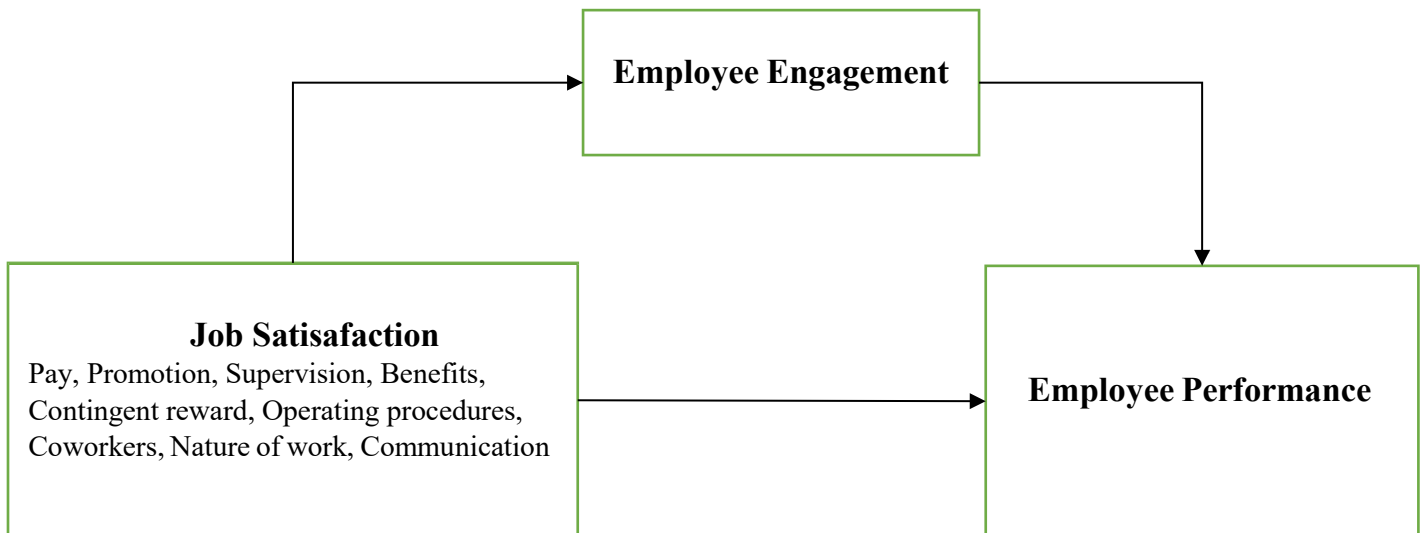 Employee Engagement
Job Satisafaction
Pay, Promotion, Supervision, Benefits,
Contingent reward, Operating procedures,
Coworkers, Nature of work, Communication
Employee Performance